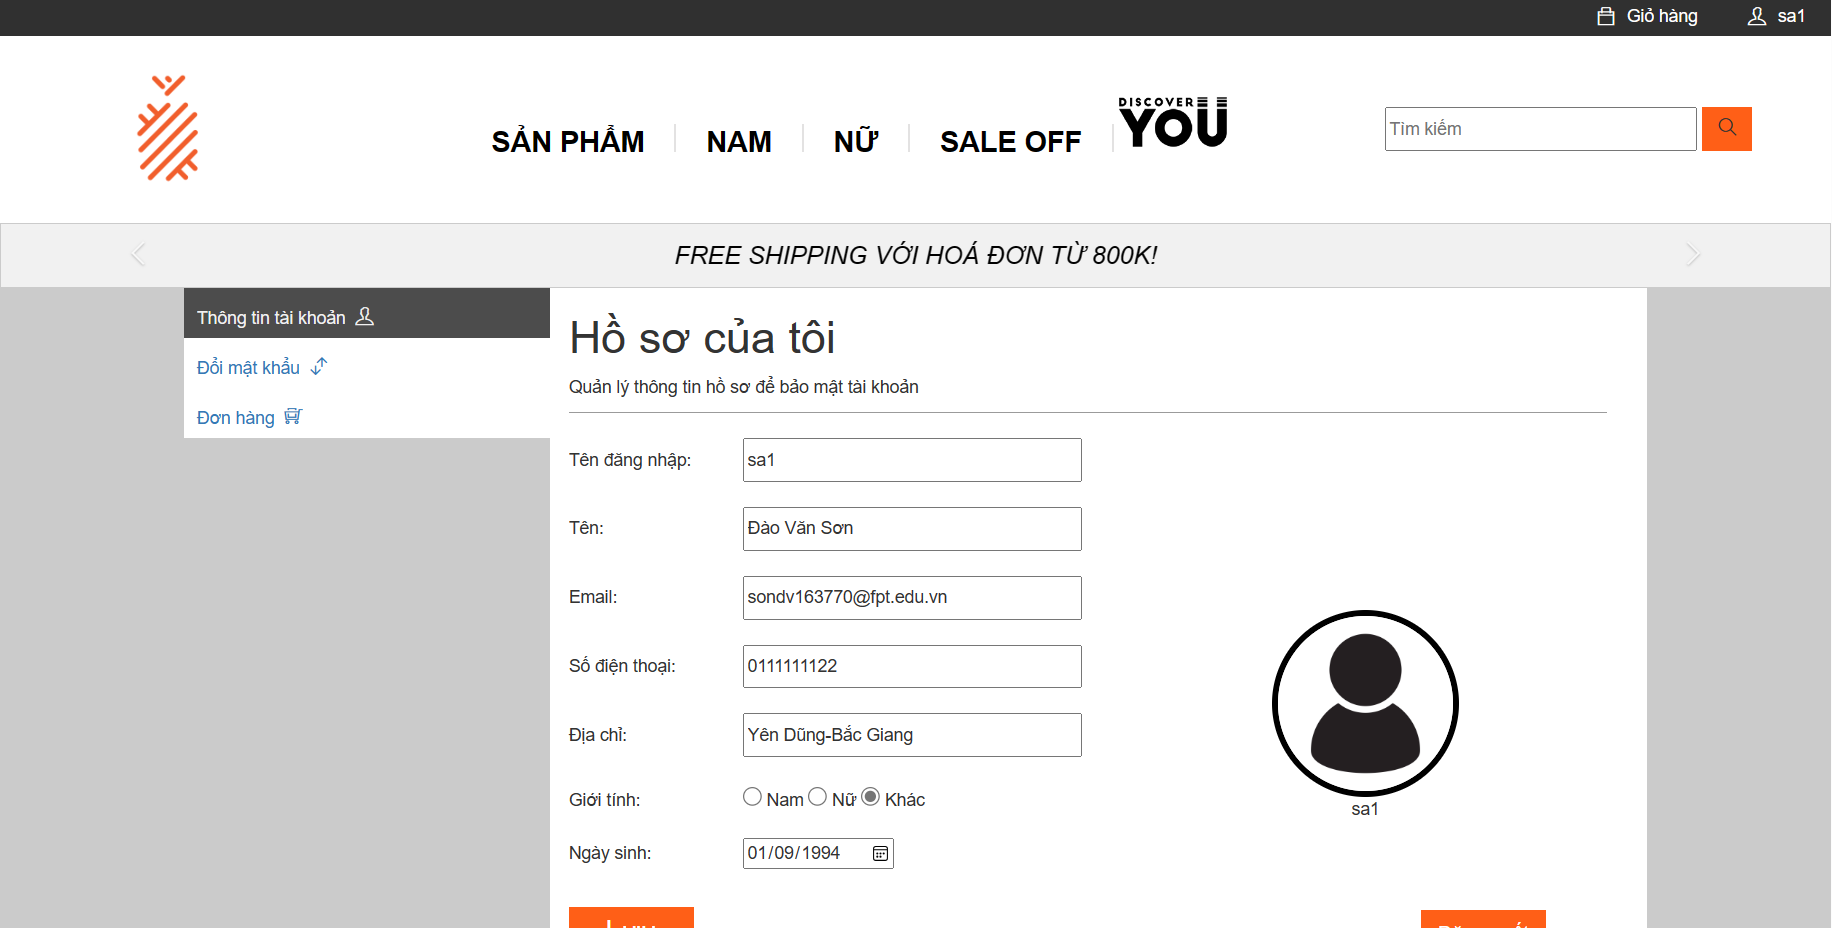 Giỏ hàng
sa1
SẢN PHẨM
NAM
NỮ
SALE OFF
DISCOVER
YOU
Tìm kiếm
FREE SHIPPING VỚI HOÁ ĐƠN TỪ 800K!
Thông tin tài khoản
Đổi mật khẩu
Đơn hàng
Hồ sơ của tôi
Quản lý thông tin hồ sơ để bảo mật tài khoản
Tên đăng nhập: sa1
Tên: Đào Văn Sơn
Email: sondv163770@fpt.edu.vn
Số điện thoại: 0111111122
Địa chỉ: Yên Dũng-Bắc Giang
Giới tính: Nam Nữ Khác
Ngày sinh: 01/09/1994
sa1